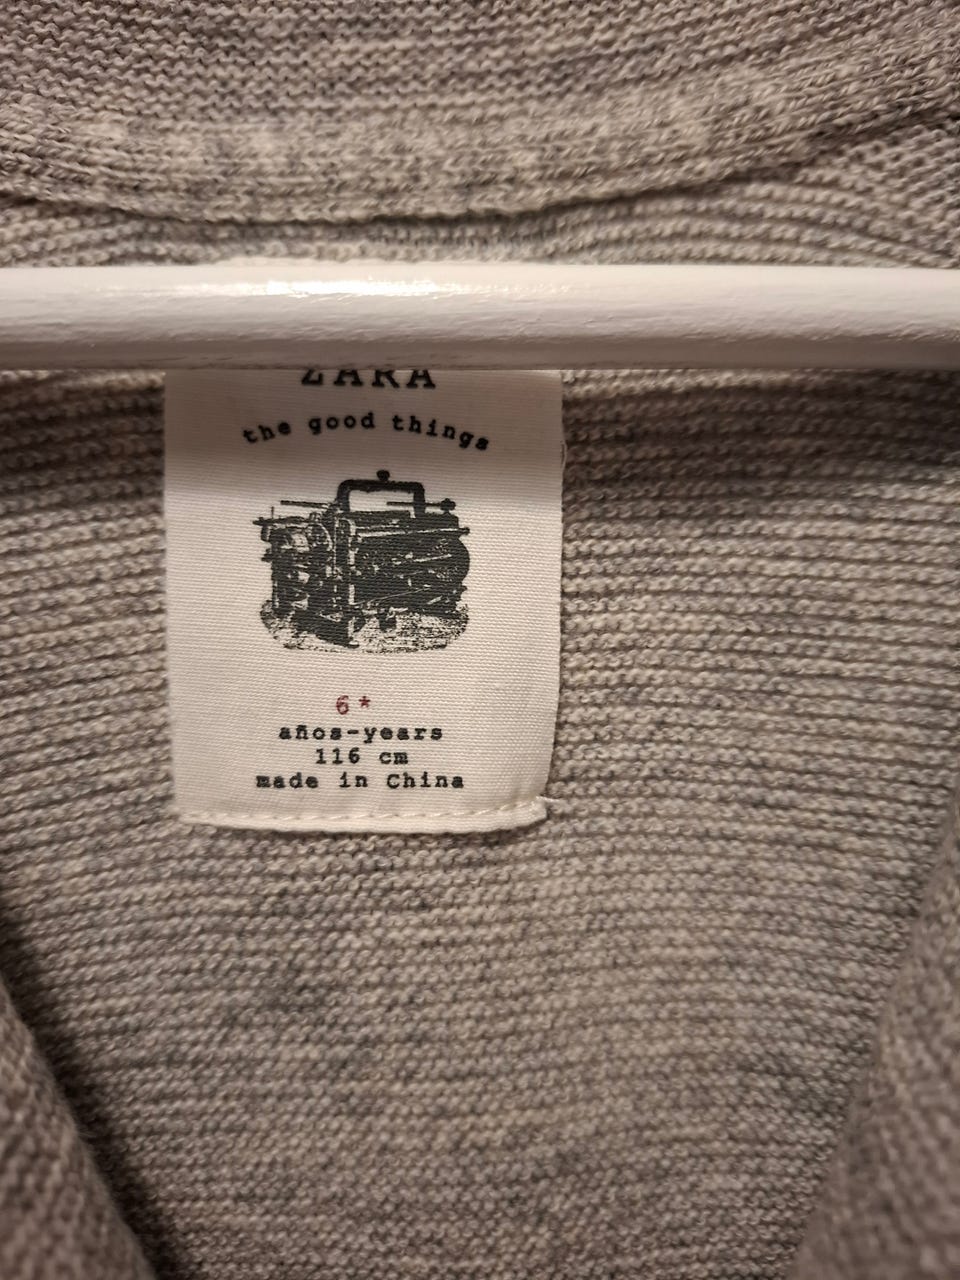 ZARA
the good things
6*
años-years
116 cm
made in China